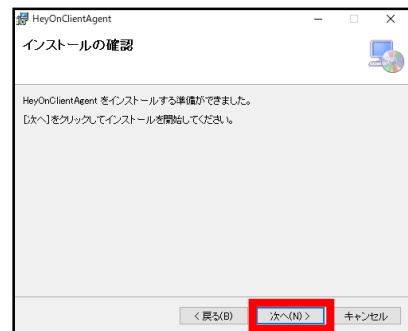 HeyOnClientAgent
インストールの確認
HeyOnClientAgent をインストールする準備ができました。
[次へ]をクリックしてインストールを開始してください。
< 戻る(B)
次へ(N) >
キャンセル